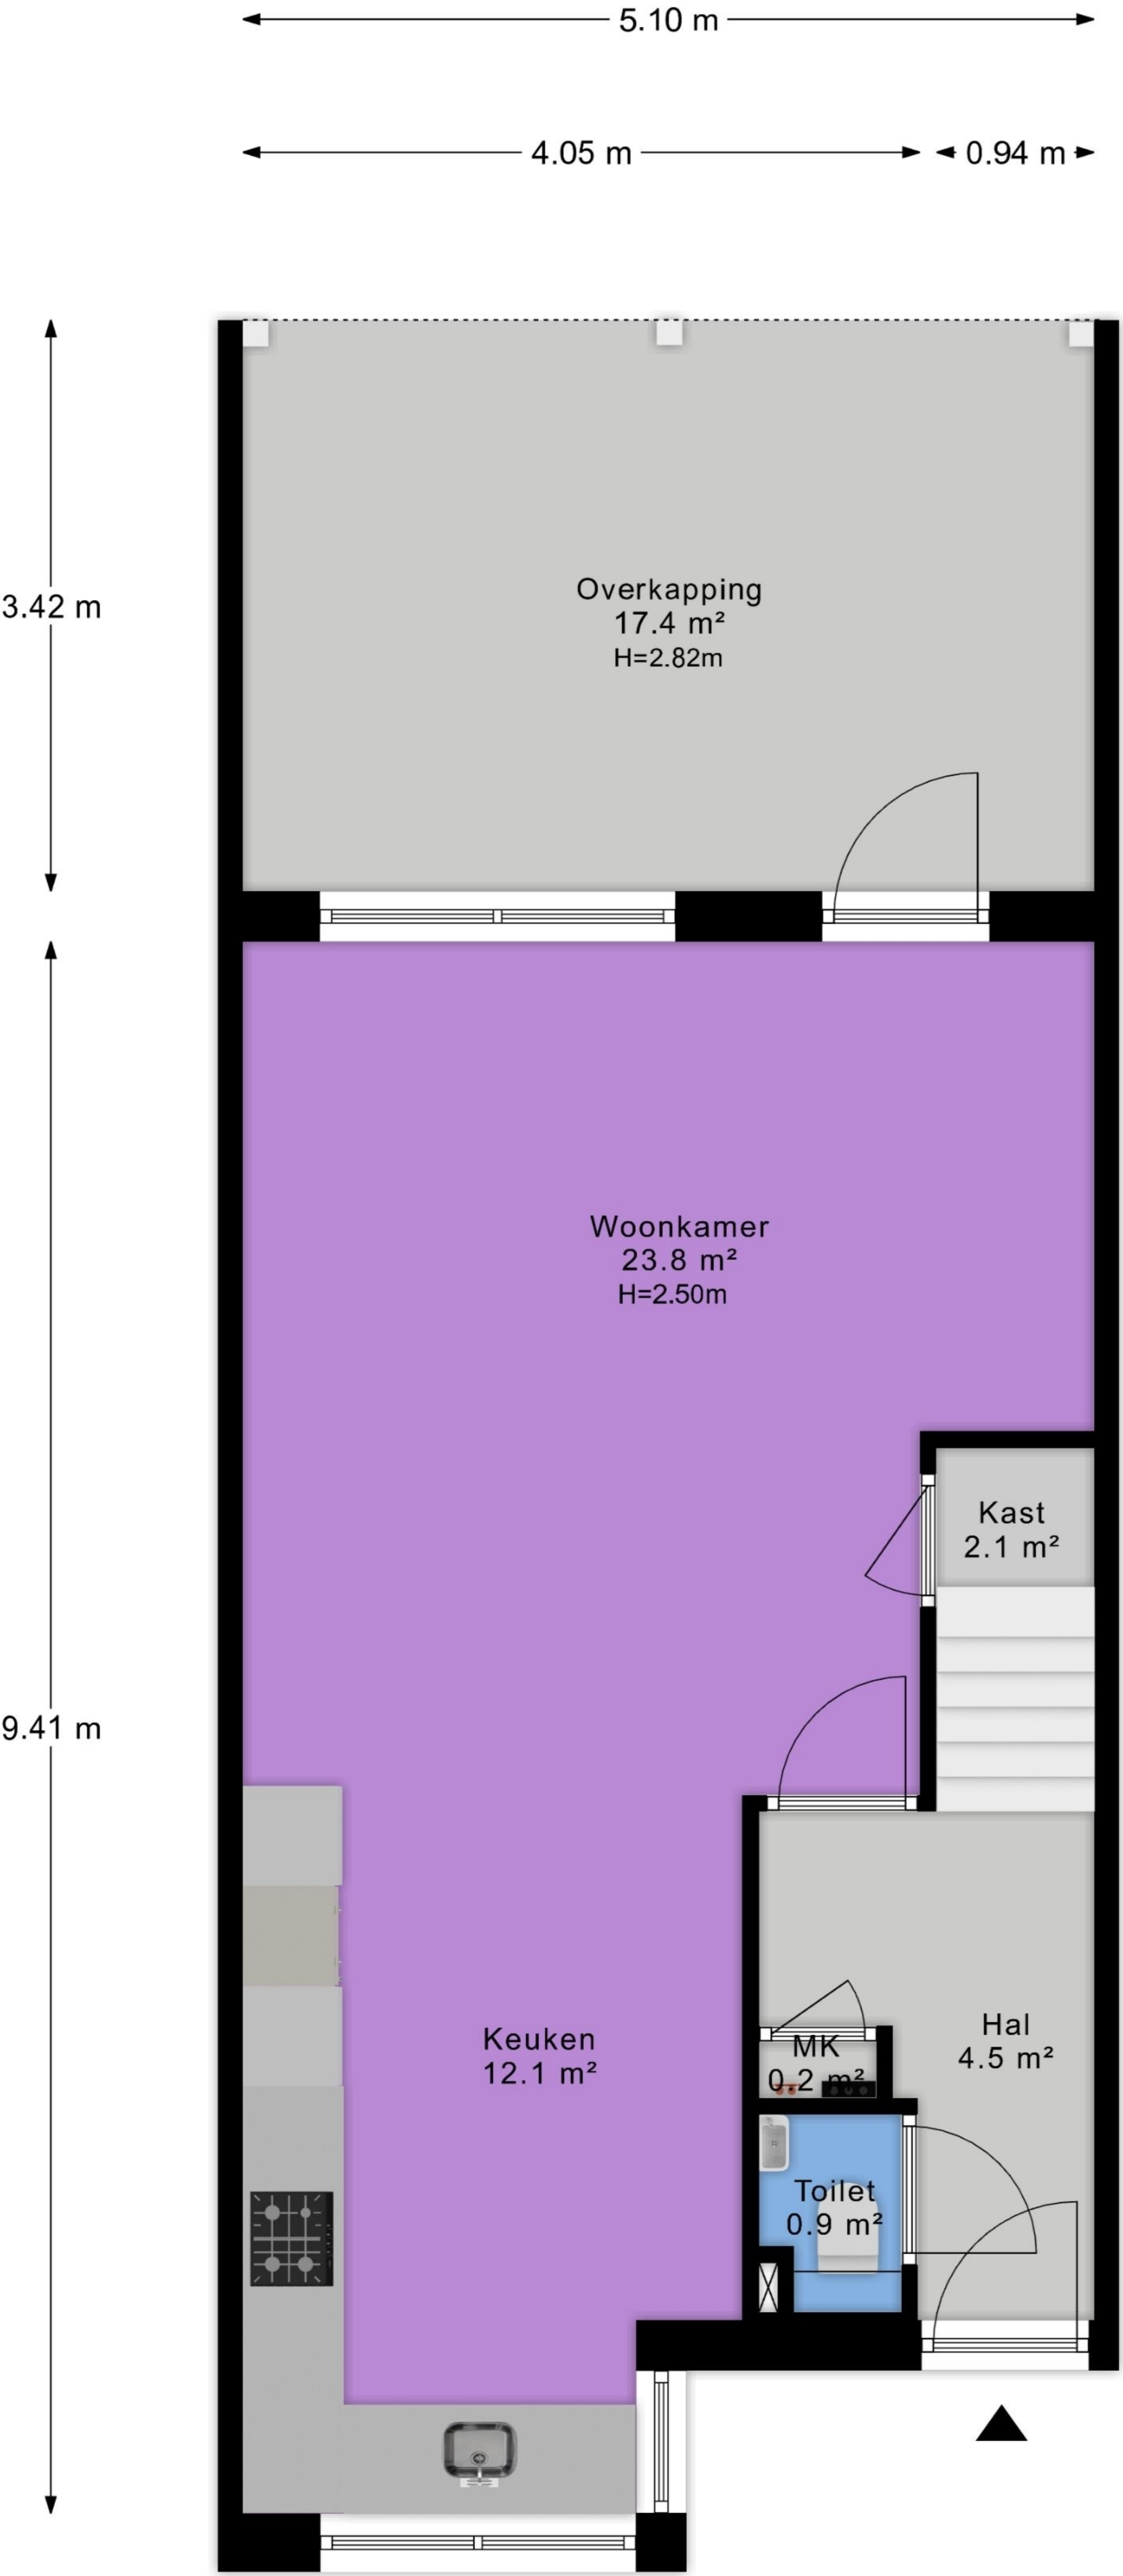 5.10 m
4.05 m
0.94 m
3.42 m
Overkapping
17.4 m²
H=2.82m
Woonkamer
23.8 m²
H=2.50m
Kast
2.1 m²
9.41 m
Keuken
12.1 m²
Hal
4.5 m²
MK
0.2 m²
Toilet
0.9 m²